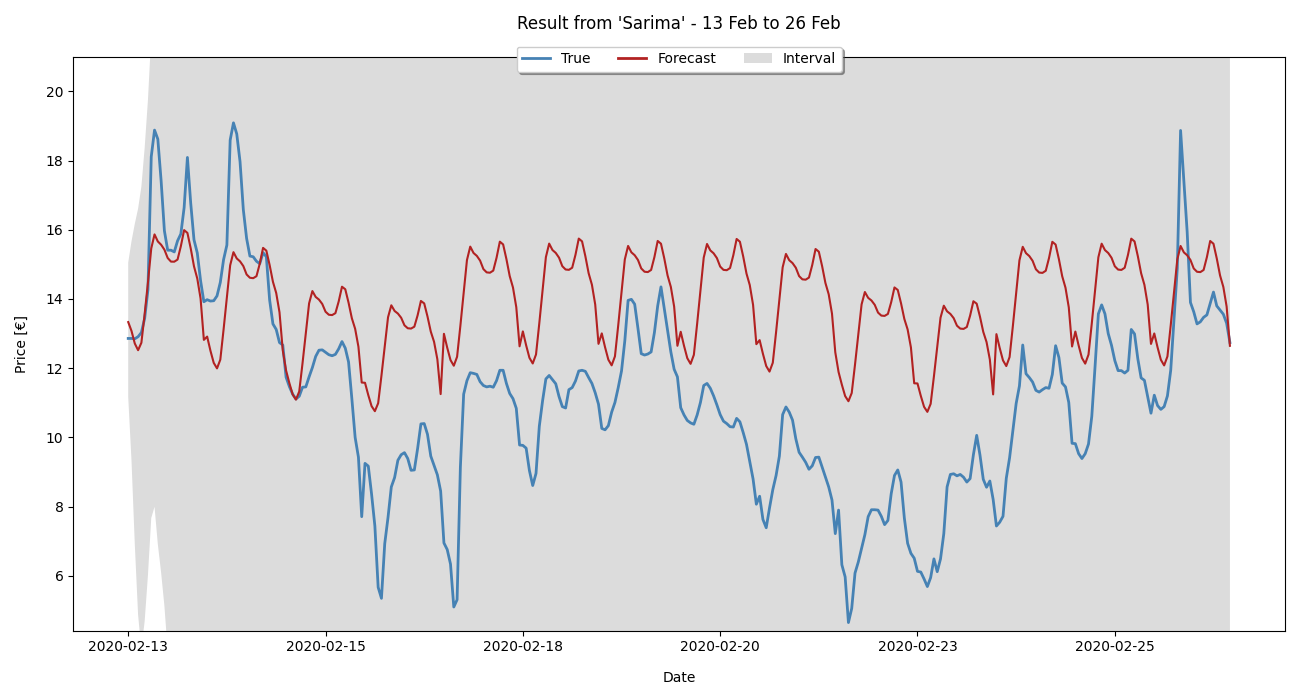 Result from 'Sarima' - 13 Feb to 26 Feb
True Forecast Interval
Price [€]
20
18
16
14
12
10
8
6
2020-02-13 2020-02-15 2020-02-18 2020-02-20 2020-02-23 2020-02-25
Date